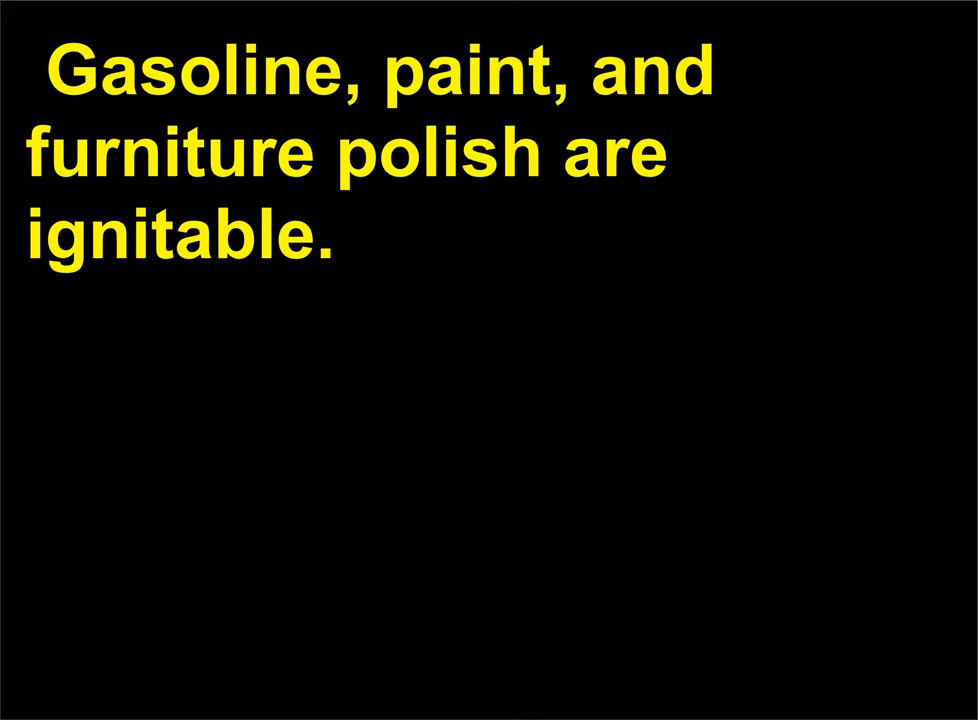 Gasoline, paint, and
furniture polish are
ignitable.